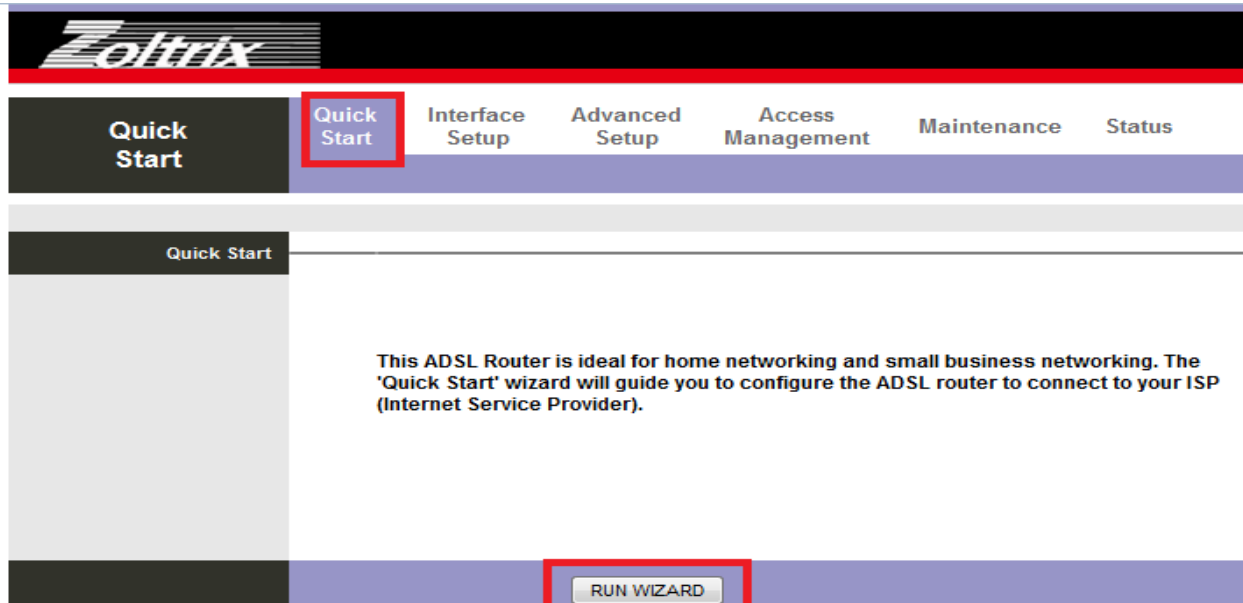 Zoltrix
Quick
Start
Quick
Start
Interface
Setup
Advanced
Setup
Access
Management
Maintenance
Status
Quick Start
This ADSL Router is ideal for home networking and small business networking. The
'Quick Start' wizard will guide you to configure the ADSL router to connect to your ISP
(Internet Service Provider).
RUN WIZARD